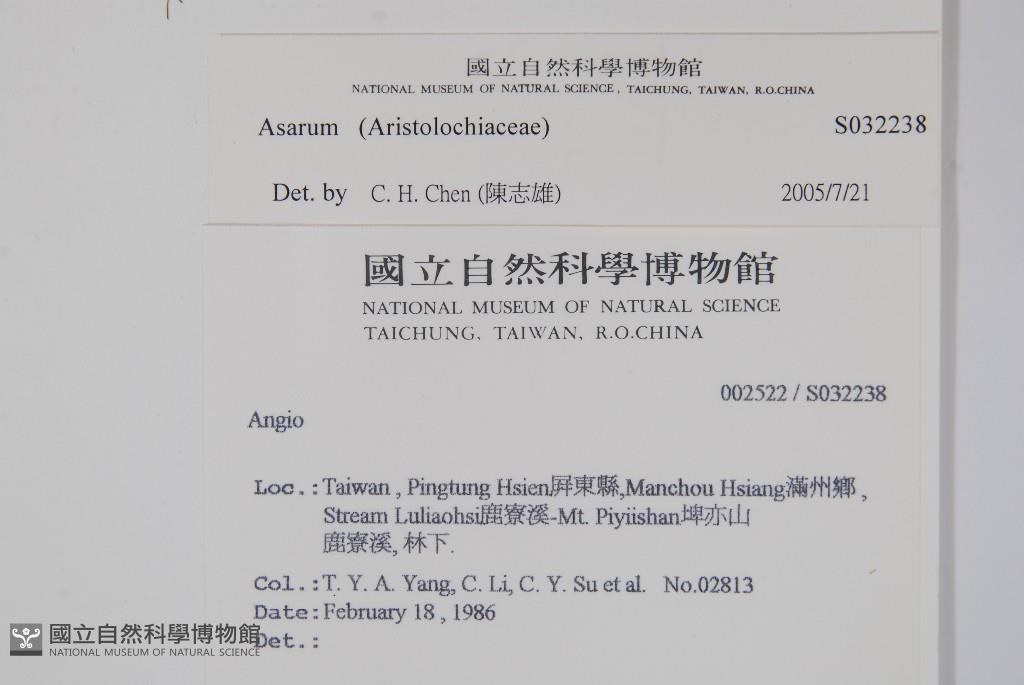 國立自然科學博物館
NATIONAL MUSEUM OF NATURAL SCIENCE, TAICHUNG, TAIWAN, R.O.CHINA
Asarum (Aristolochiaceae) S032238
Det. by C. H. Chen (陳志雄) 2005/7/21
國立自然科學博物館
NATIONAL MUSEUM OF NATURAL SCIENCE
TAICHUNG, TAIWAN, R.O.CHINA
002522 / S032238
Angio
Loc.:Taiwan , Pingtung Hsien屏東縣,Manchou Hsiang滿州鄉 ,
Stream Luliaohsi鹿寮溪-Mt. Piyiishan埤亦山
鹿寮溪, 林下.
Col.:T. Y. A. Yang, C. Li, C. Y. Su et al. No.02813
Date:February 18 , 1986
Det.:
國立自然科學博物館
NATIONAL MUSEUM OF NATURAL SCIENCE